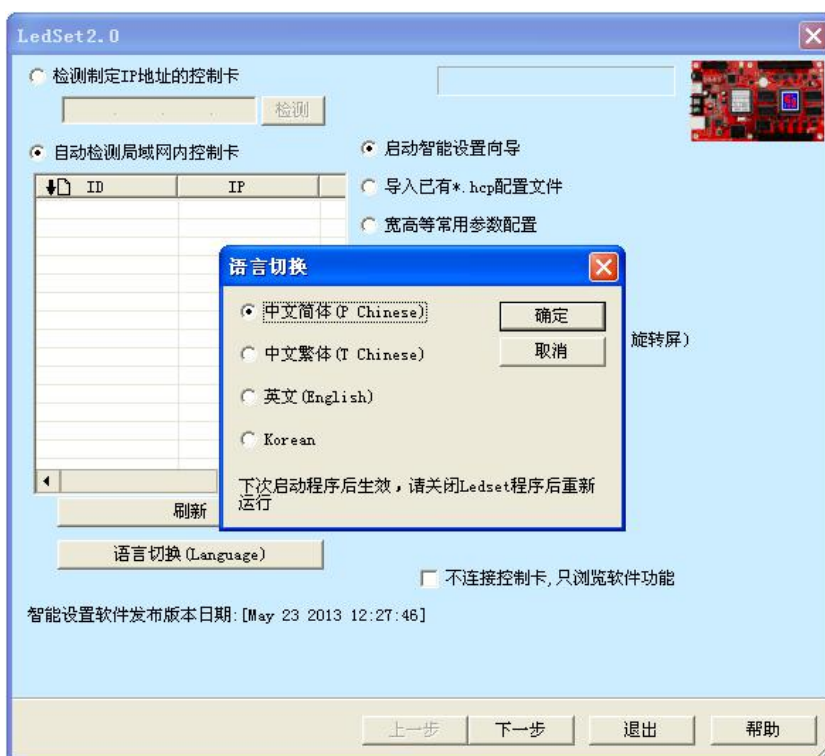 LedSet2.0
检测制定IP地址的控制卡
检测
自动检测局域网内控制卡
启动智能设置向导
ID IP
导入已有*.hcp配置文件
宽高等常用参数配置
语言切换
中文简体(P Chinese)
确定
旋转屏)
中文繁体(T Chinese)
取消
英文(English)
Korean
下次启动程序后生效，请关闭Ledset程序后重新
运行
刷新
语言切换(Language)
不连接控制卡,只浏览软件功能
智能设置软件发布版本日期:[May 23 2013 12:27:46]
上一步
下一步
退出
帮助